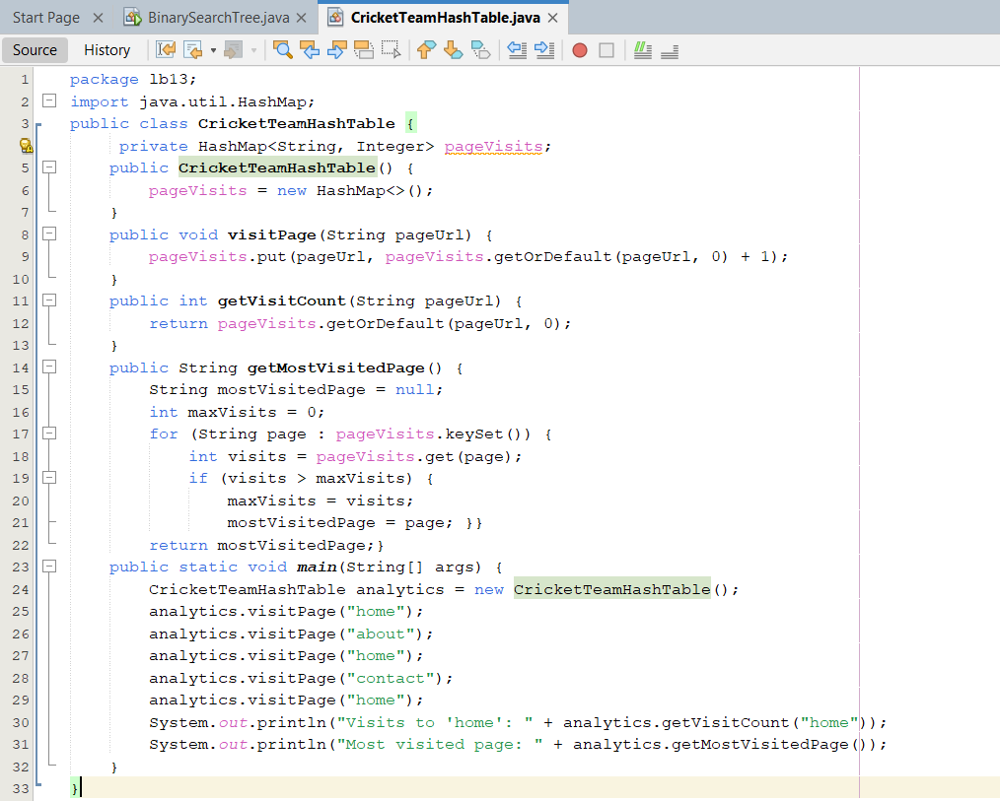 Start Page BinarySearchTree.java CricketTeamHashTable.java
Source History
1 package lb13;
2 import java.util.HashMap;
3 public class CricketTeamHashTable {
private HashMap<String, Integer> pageVisits;
5 public CricketTeamHashTable() {
6 pageVisits = new HashMap<>();
7 }
8 public void visitPage(String pageUrl) {
9 pageVisits.put(pageUrl, pageVisits.getOrDefault(pageUrl, 0) + 1);
10 }
11 public int getVisitCount(String pageUrl) {
12 return pageVisits.getOrDefault(pageUrl, 0);
13 }
14 public String getMostVisitedPage() {
15 String mostVisitedPage = null;
16 int maxVisits = 0;
17 for (String page : pageVisits.keySet()) {
18 int visits = pageVisits.get(page);
19 if (visits > maxVisits) {
20 maxVisits = visits;
21 mostVisitedPage = page; }}
22 return mostVisitedPage;}
23 public static void main(String[] args) {
24 CricketTeamHashTable analytics = new CricketTeamHashTable();
25 analytics.visitPage("home");
26 analytics.visitPage("about");
27 analytics.visitPage("home");
28 analytics.visitPage("contact");
29 analytics.visitPage("home");
30 System.out.println("Visits to 'home': " + analytics.getVisitCount("home"));
31 System.out.println("Most visited page: " + analytics.getMostVisitedPage());
32 }
33 }